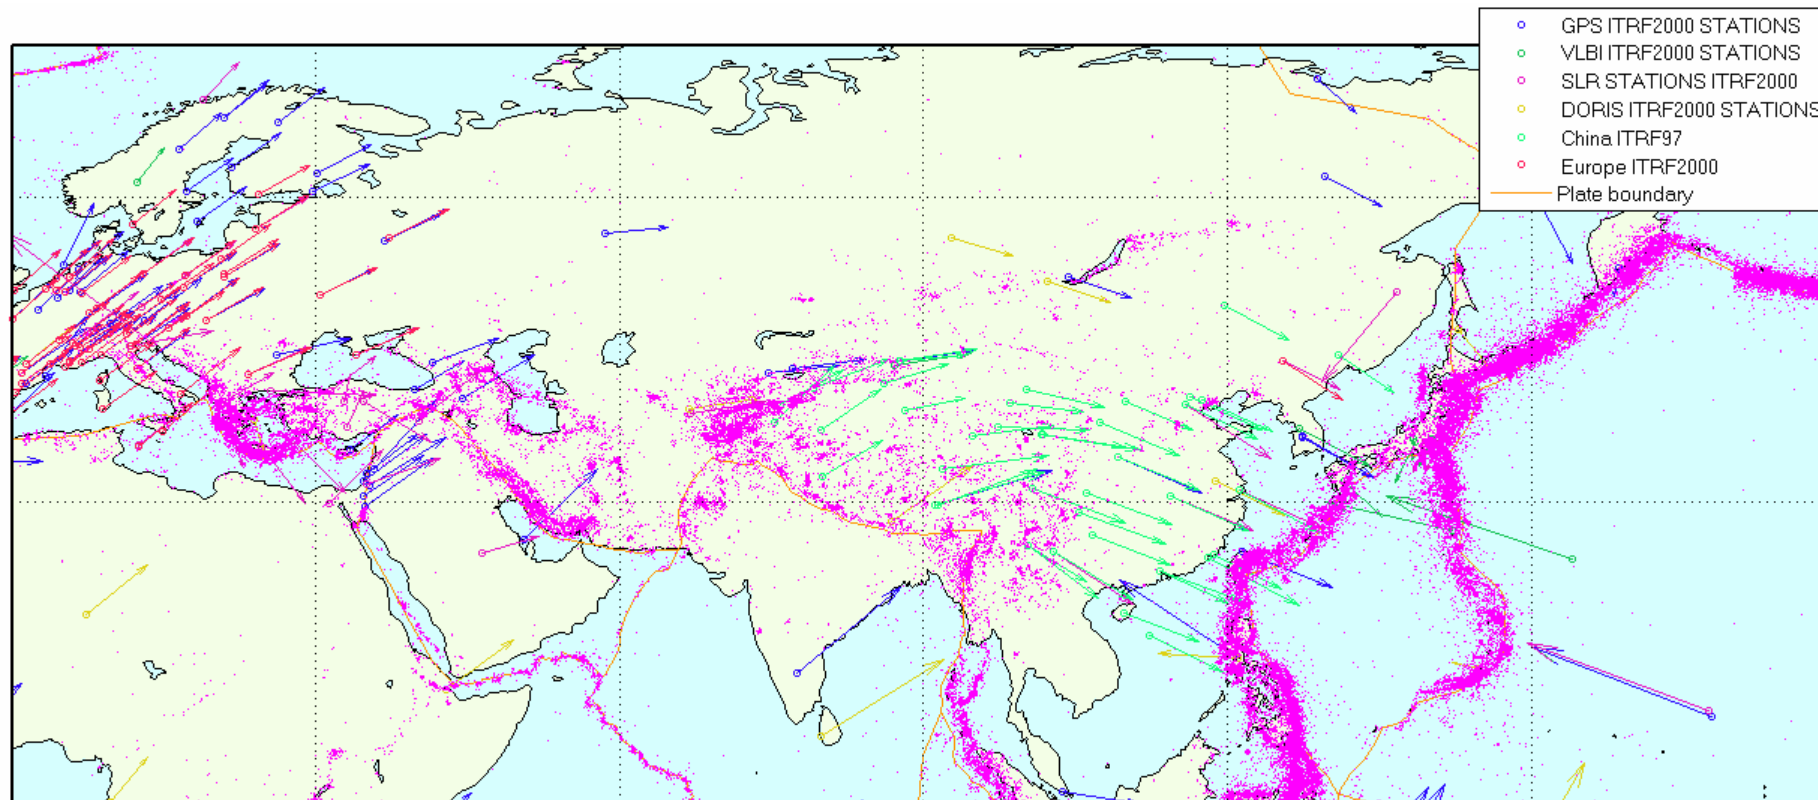 GPS ITRF2000 STATIONS
VLBI ITRF2000 STATIONS
SLR STATIONS ITRF2000
DORIS ITRF2000 STATIONS
China ITRF97
Europe ITRF2000
Plate boundary